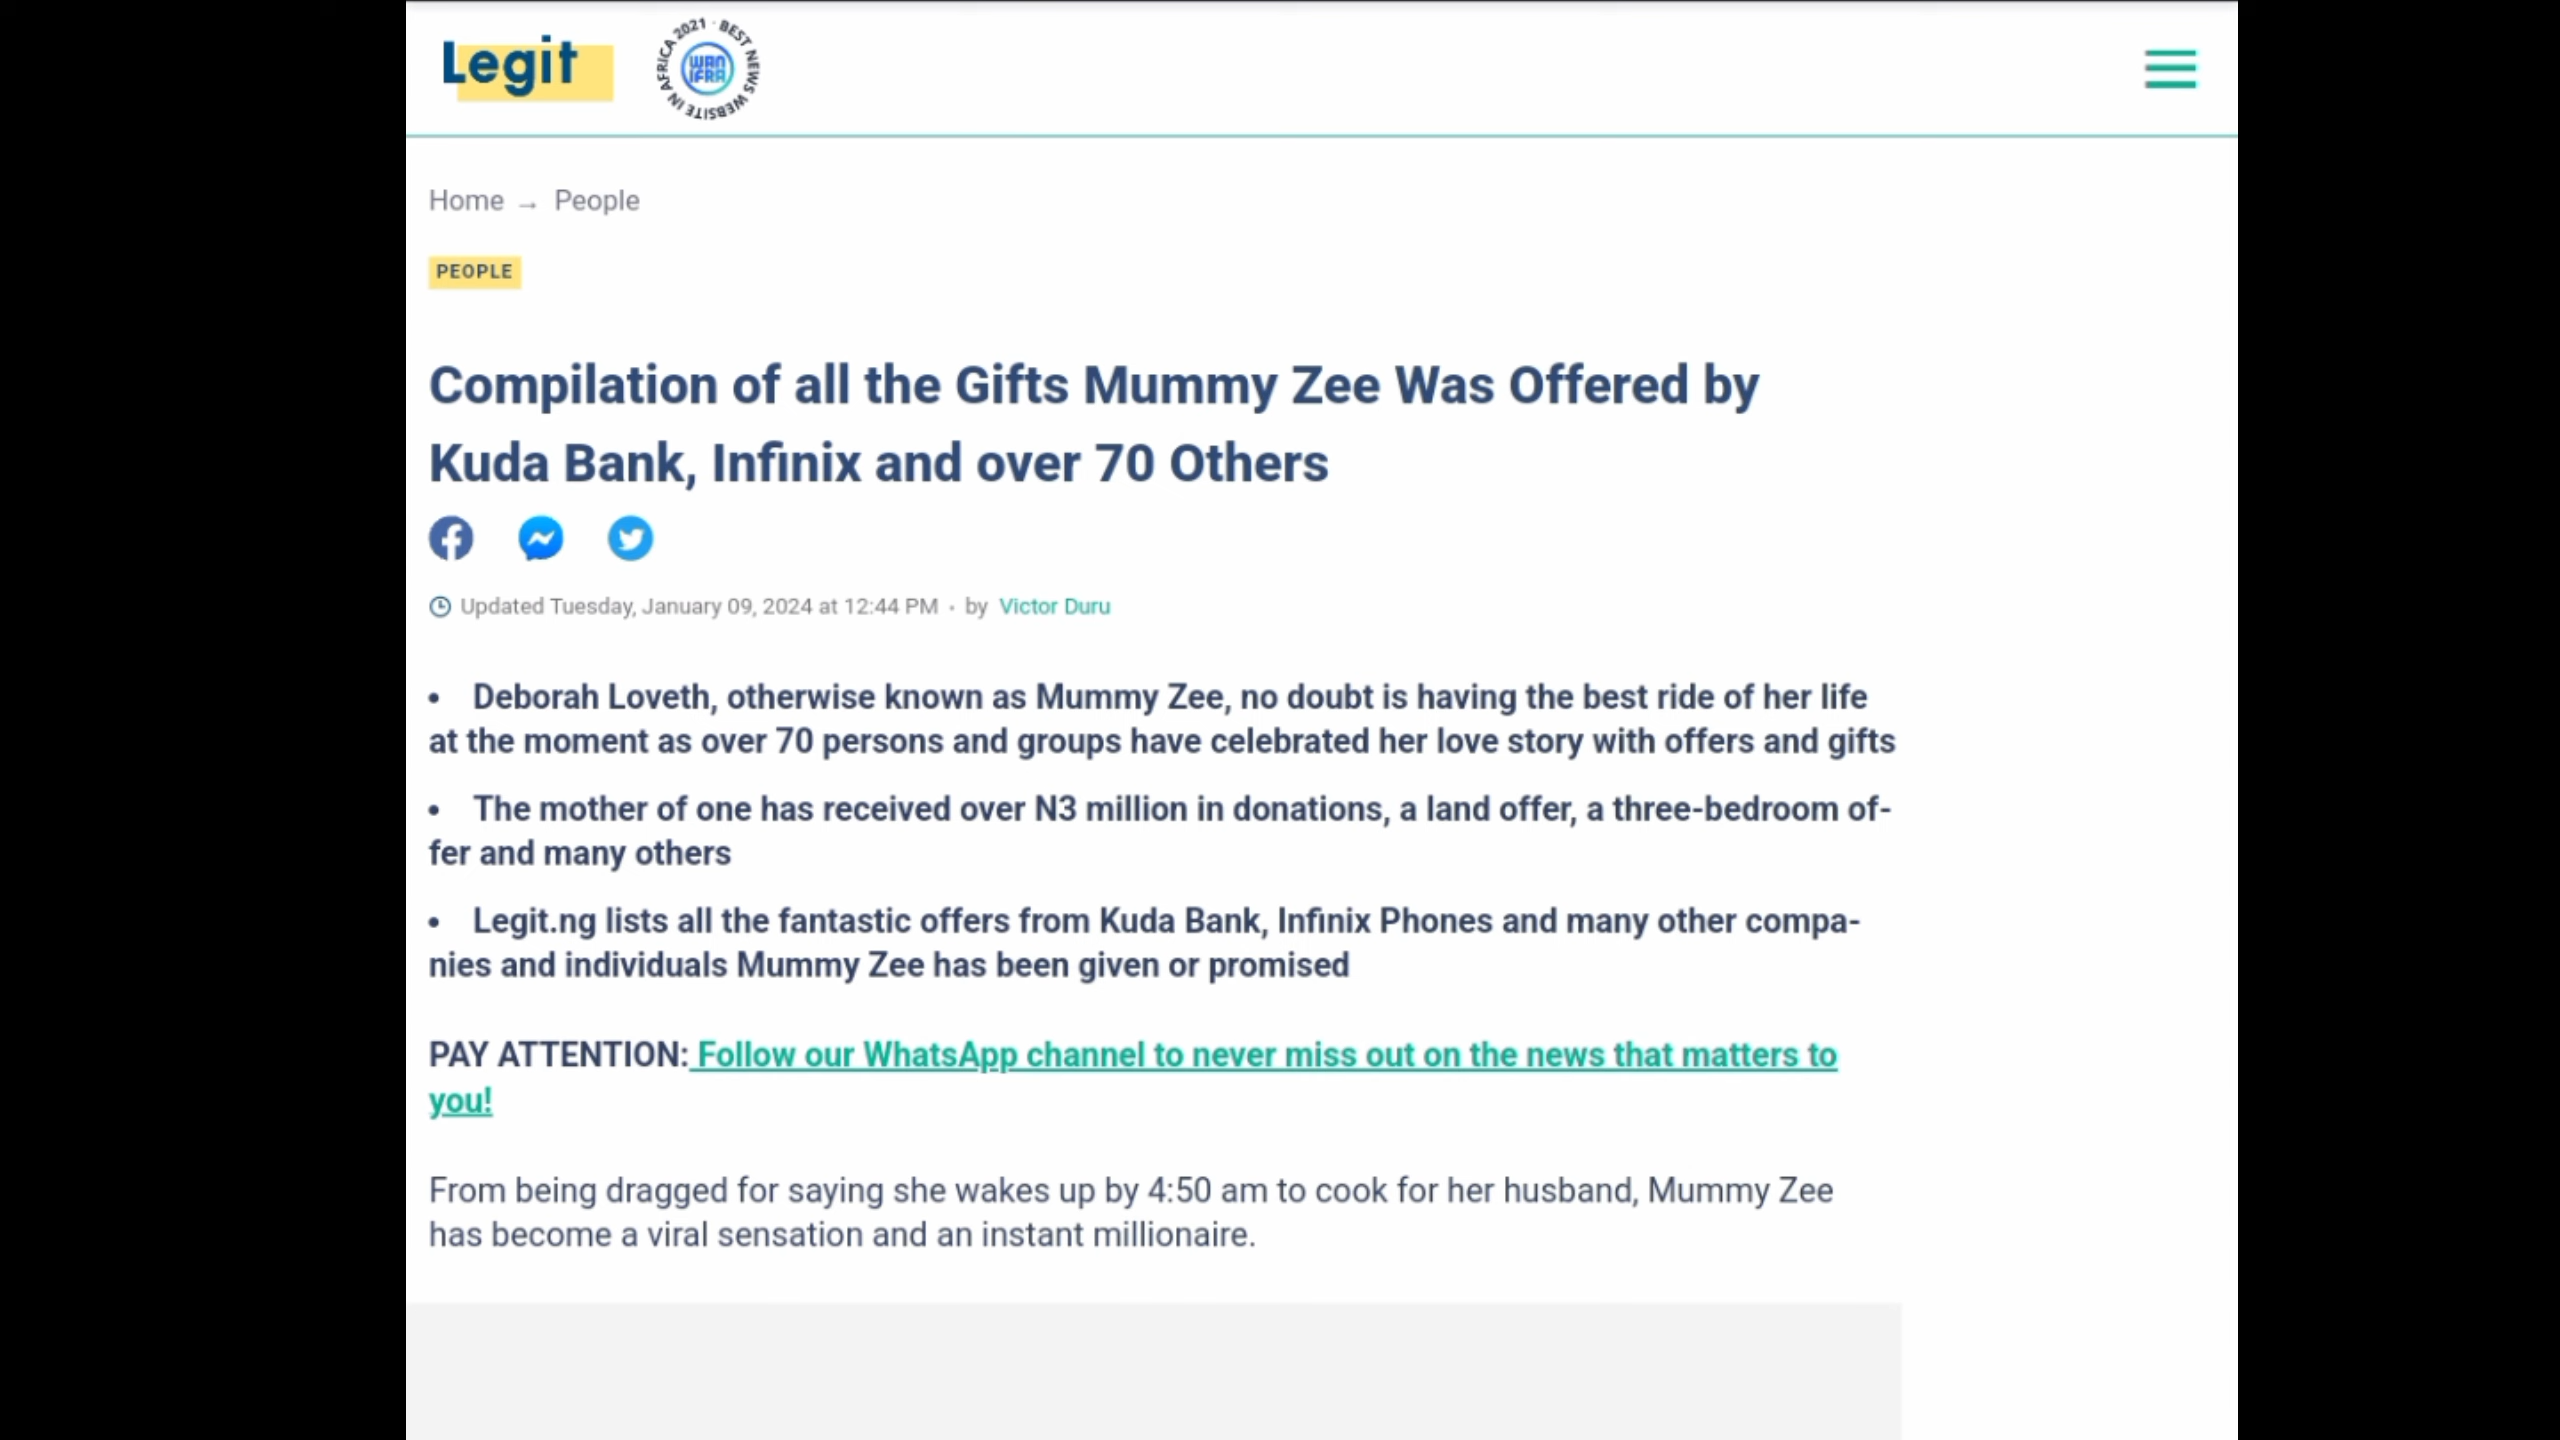 Legit
AFRICA 2021 · BEST NEWS WEBSITE IN
WAN
IFRA
Home → People
PEOPLE
Compilation of all the Gifts Mummy Zee Was Offered by
Kuda Bank, Infinix and over 70 Others
Updated Tuesday, January 09, 2024 at 12:44 PM • by Victor Duru
• Deborah Loveth, otherwise known as Mummy Zee, no doubt is having the best ride of her life
at the moment as over 70 persons and groups have celebrated her love story with offers and gifts
• The mother of one has received over N3 million in donations, a land offer, a three-bedroom of-
fer and many others
• Legit.ng lists all the fantastic offers from Kuda Bank, Infinix Phones and many other compa-
nies and individuals Mummy Zee has been given or promised
PAY ATTENTION: Follow our WhatsApp channel to never miss out on the news that matters to
you!
From being dragged for saying she wakes up by 4:50 am to cook for her husband, Mummy Zee
has become a viral sensation and an instant millionaire.